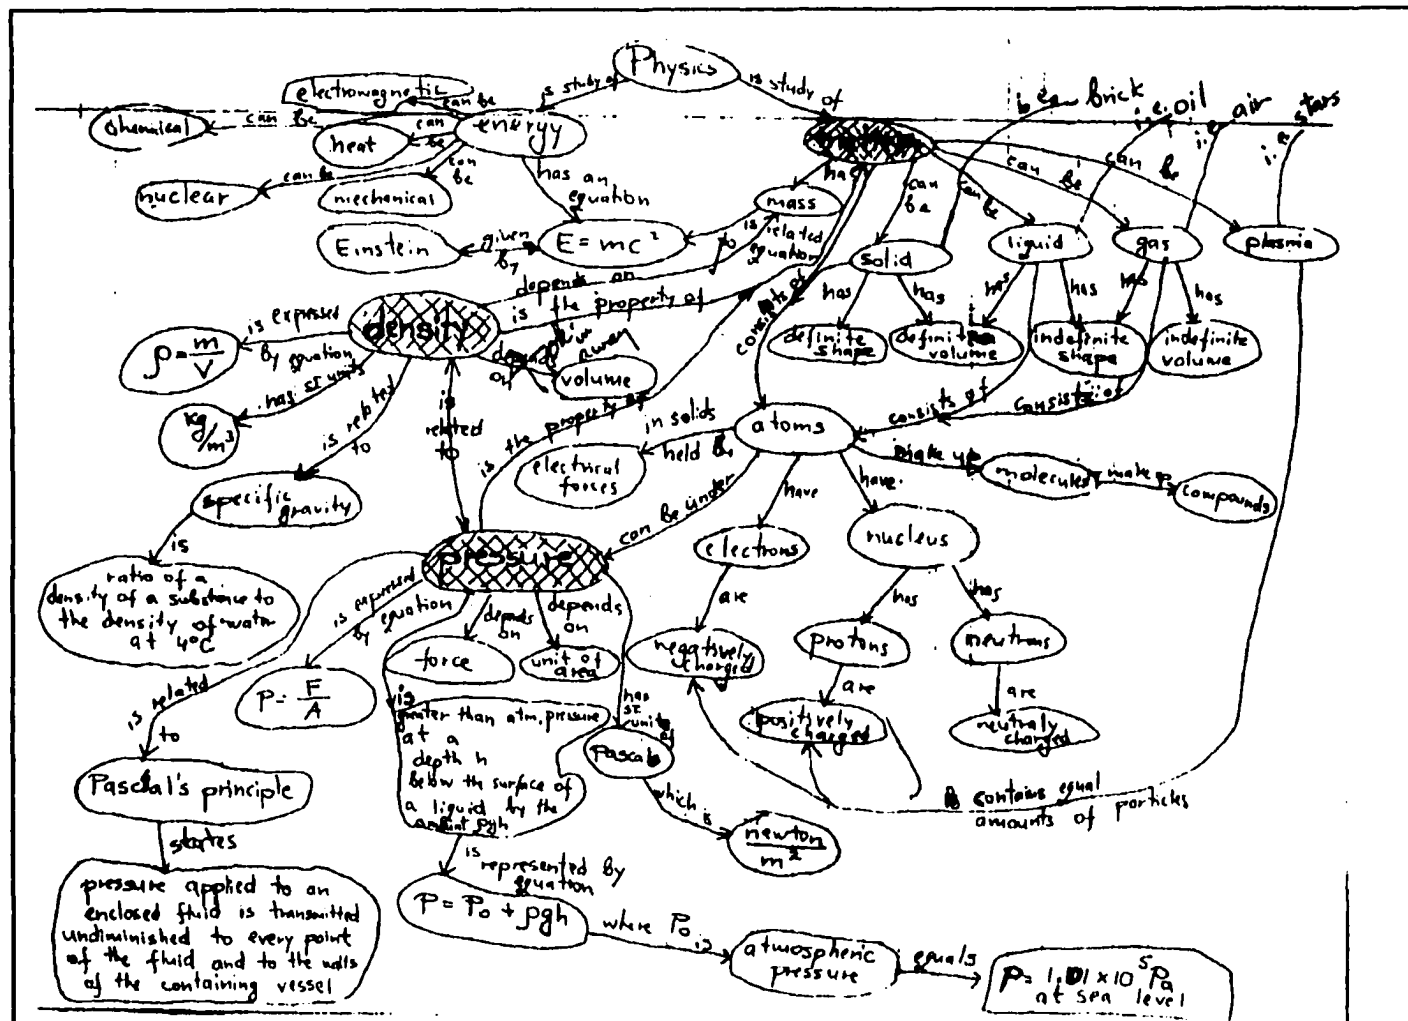 Physics
is study of
is study of
electromagnetic
can be
chemical
can be
energy
can be
heat
can be
nuclear
can be
mechanical
has an
equation
E = mc²
given
by
Einstein
i.e. brick
i.e. oil
i.e. air
i.e. stars
has
mass
is related
to
equation
can
be
can be
can be
can be
solid
liquid
gas
plasma
has
has
has
has
has
has
definite
shape
definite
volume
indefinite
shape
indefinite
volume
consists of
consists of
consists of
depends on
is the property of
density
is expressed
by equation
ρ = m/V
has SI units
kg/m³
depends
on
volume
is related
to
specific
gravity
is
ratio of a
density of a substance to
the density of water
at 4°C
is
related
to
is the property of
atoms
in solids
held by
electrical
forces
make up
molecules
make
compounds
can be under
have
have
electrons
nucleus
are
negatively
charged
has
has
protons
neutrons
are
are
positively
charged
neutraly
charged
contains equal
amounts of particles
pressure
is expressed
by equation
P = F/A
depends
on
force
depends
on
unit of
area
is related
to
Pascal's principle
states
pressure applied to an
enclosed fluid is transmitted
undiminished to every point
of the fluid and to the walls
of the containing vessel
is
greater than atm. pressure
at a
depth h
below the surface of
a liquid by the
ρgh
has
SI
units
Pascal
which is
newton/m²
is
represented by
equation
P = P₀ + ρgh
where P₀ is
atmospheric
pressure
equals
P = 1.01 × 10⁵ Pa
at sea level